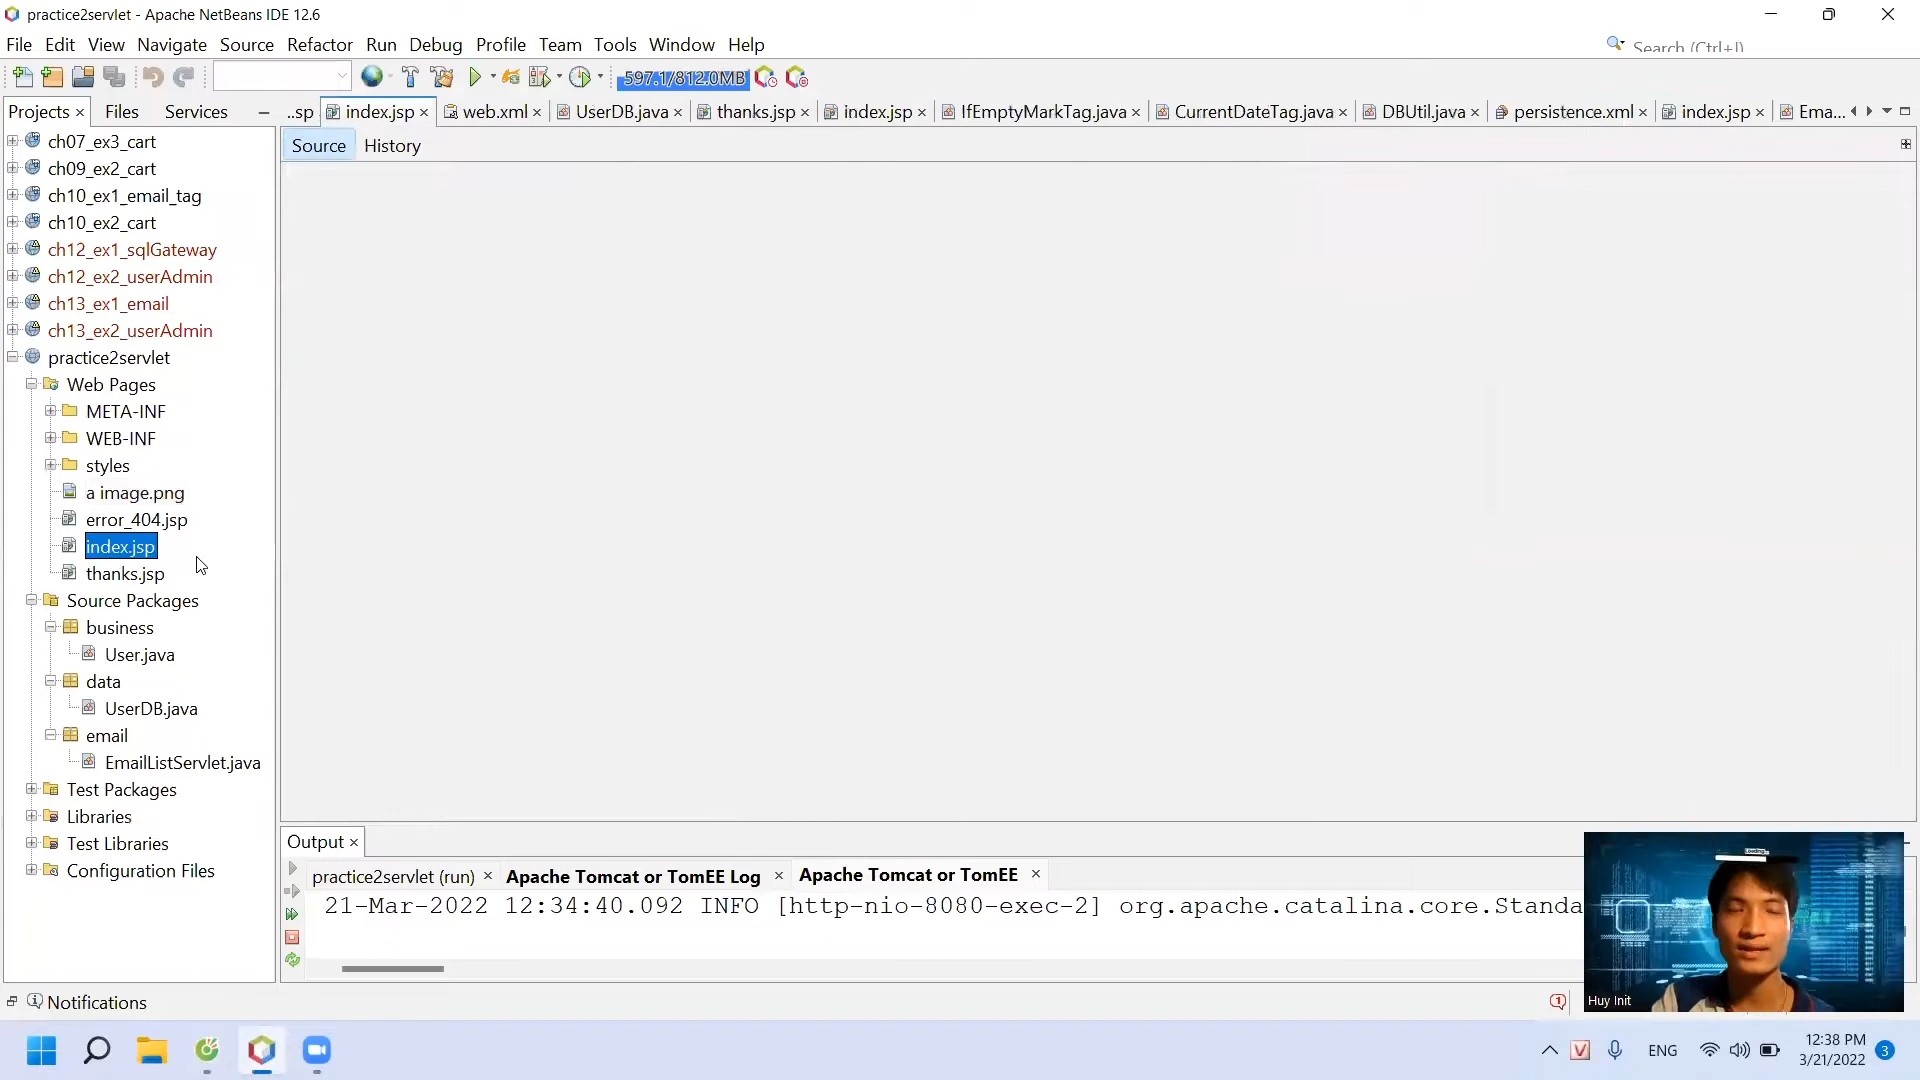 practice2servlet - Apache NetBeans IDE 12.6
File Edit View Navigate Source Refactor Run Debug Profile Team Tools Window Help
Search (Ctrl+I)
597.1/812.0MB
Projects Files Services
..sp index.jsp web.xml UserDB.java thanks.jsp index.jsp IfEmptyMarkTag.java CurrentDateTag.java DBUtil.java persistence.xml index.jsp Ema...
Source History
ch07_ex3_cart
ch09_ex2_cart
ch10_ex1_email_tag
ch10_ex2_cart
ch12_ex1_sqlGateway
ch12_ex2_userAdmin
ch13_ex1_email
ch13_ex2_userAdmin
practice2servlet
Web Pages
META-INF
WEB-INF
styles
a image.png
error_404.jsp
index.jsp
thanks.jsp
Source Packages
business
User.java
data
UserDB.java
email
EmailListServlet.java
Test Packages
Libraries
Test Libraries
Configuration Files
Output
practice2servlet (run) Apache Tomcat or TomEE Log Apache Tomcat or TomEE
21-Mar-2022 12:34:40.092 INFO [http-nio-8080-exec-2] org.apache.catalina.core.Standa
Loading...
Huy Init
Notifications
1
V
ENG
12:38 PM
3/21/2022
3